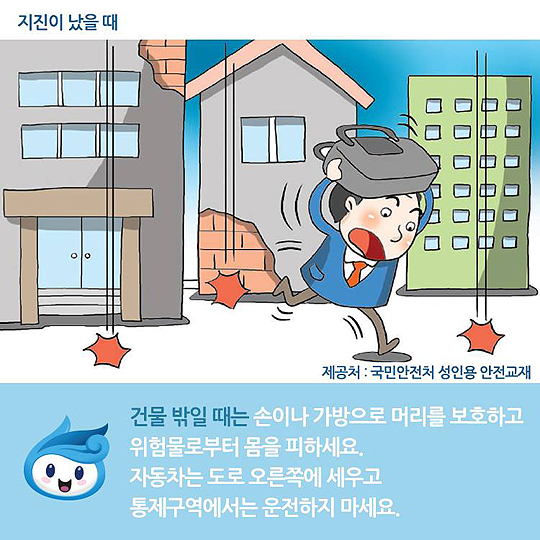 지진이 났을 때
제공처 : 국민안전처 성인용 안전교재
건물 밖일 때는 손이나 가방으로 머리를 보호하고
위험물로부터 몸을 피하세요.
자동차는 도로 오른쪽에 세우고
통제구역에서는 운전하지 마세요.